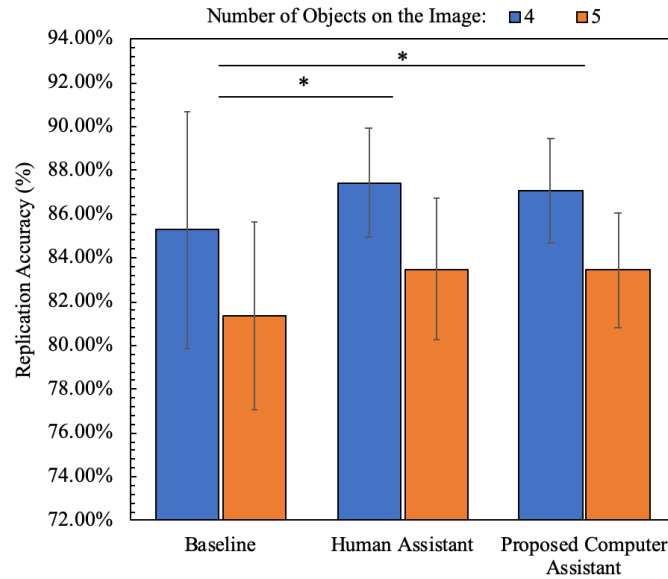 Number of Objects on the Image: 4 5
94.00%
92.00%
90.00%
88.00%
86.00%
84.00%
82.00%
80.00%
78.00%
76.00%
74.00%
72.00%
Replication Accuracy (%)
*
*
Baseline
Human Assistant
Proposed Computer
Assistant